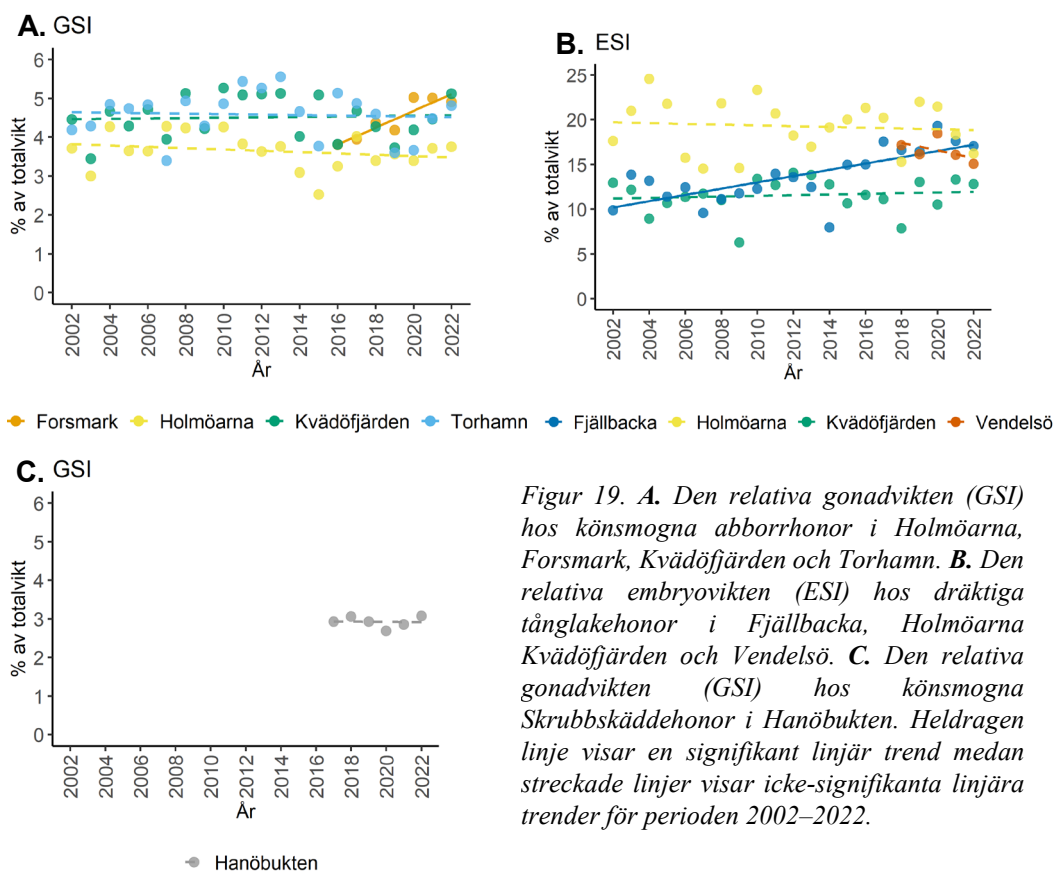 A. GSI
% av totalvikt
6
5
4
3
2
1
0
2002 2004 2006 2008 2010 2012 2014 2016 2018 2020 2022
År
Forsmark Holmöarna Kvädöfjärden Torhamn
B. ESI
% av totalvikt
25
20
15
10
5
0
2002 2004 2006 2008 2010 2012 2014 2016 2018 2020 2022
År
Fjällbacka Holmöarna Kvädöfjärden Vendelsö
C. GSI
% av totalvikt
6
5
4
3
2
1
0
2002 2004 2006 2008 2010 2012 2014 2016 2018 2020 2022
År
Hanöbukten
Figur 19. A. Den relativa gonadvikten (GSI)
hos könsmogna abborrhonor i Holmöarna,
Forsmark, Kvädöfjärden och Torhamn. B. Den
relativa embryovikten (ESI) hos dräktiga
tånglakehonor i Fjällbacka, Holmöarna
Kvädöfjärden och Vendelsö. C. Den relativa
gonadvikten (GSI) hos könsmogna
Skrubbskäddehonor i Hanöbukten. Heldragen
linje visar en signifikant linjär trend medan
streckade linjer visar icke-signifikanta linjära
trender för perioden 2002–2022.